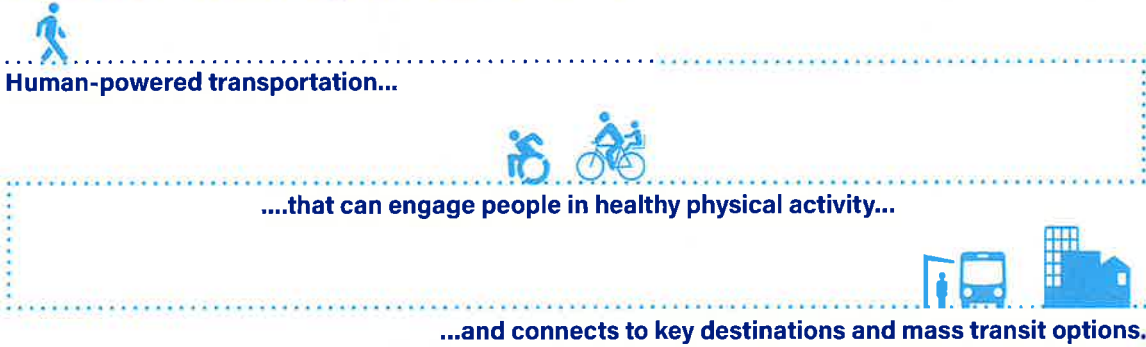 Human-powered transportation...
....that can engage people in healthy physical activity...
...and connects to key destinations and mass transit options.